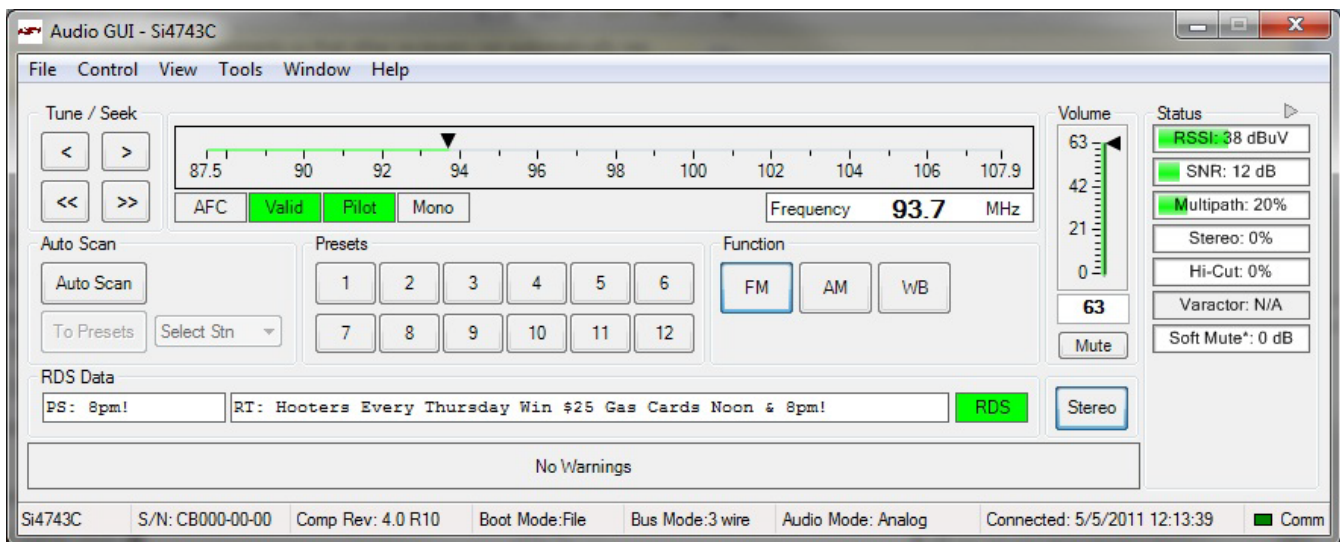 Audio GUI - Si4743C
File Control View Tools Window Help
Tune / Seek
< >
<< >>
87.5 90 92 94 96 98 100 102 104 106 107.9
AFC Valid Pilot Mono
Frequency 93.7 MHz
Auto Scan
Auto Scan
To Presets Select Stn
Presets
1 2 3 4 5 6
7 8 9 10 11 12
Function
FM AM WB
Volume
63
42
21
0
63
Mute
Status
RSSI: 38 dBuV
SNR: 12 dB
Multipath: 20%
Stereo: 0%
Hi-Cut: 0%
Varactor: N/A
Soft Mute*: 0 dB
RDS Data
PS: 8pm! RT: Hooters Every Thursday Win $25 Gas Cards Noon & 8pm! RDS
Stereo
No Warnings
Si4743C S/N: CB000-00-00 Comp Rev: 4.0 R10 Boot Mode:File Bus Mode:3 wire Audio Mode: Analog Connected: 5/5/2011 12:13:39 Comm